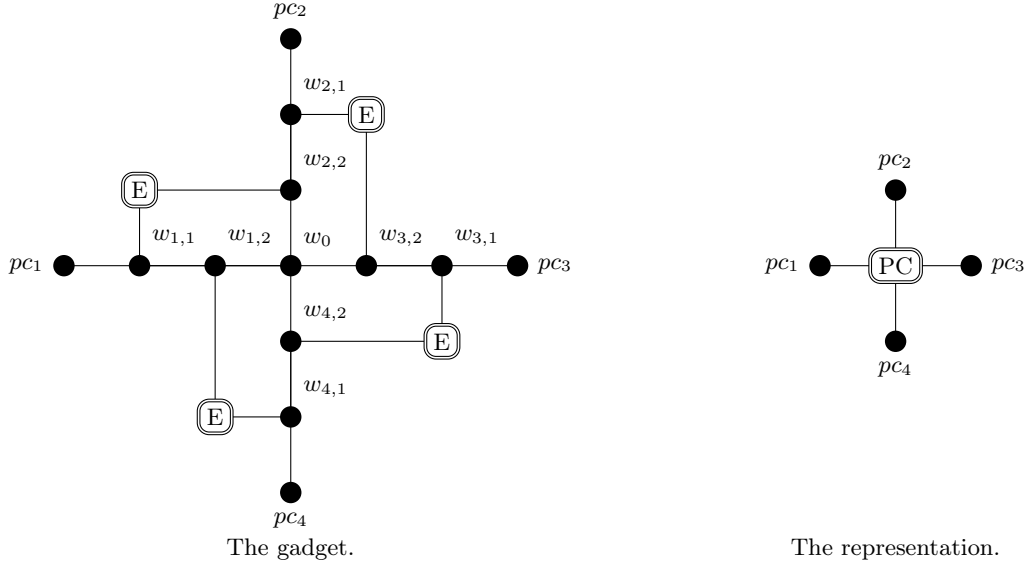 pc₂
w₂,₁
E
w₂,₂
pc₂
E
w₁,₁ w₁,₂ w₀ w₃,₂ w₃,₁
pc₁ pc₃ pc₁ PC pc₃
w₄,₂
E
pc₄
w₄,₁
E
pc₄
The gadget. The representation.